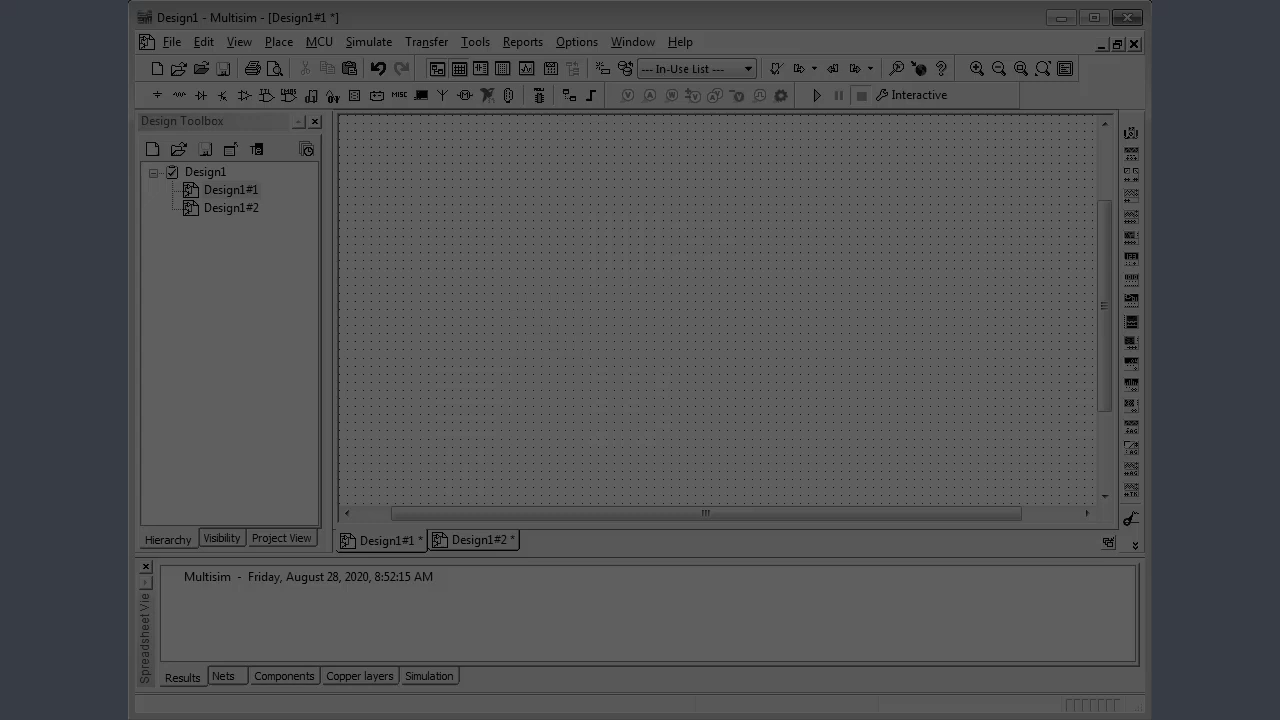 Design1 - Multisim - [Design1#1 *]
File Edit View Place MCU Simulate Transfer Tools Reports Options Window Help
--- In-Use List ---
MISC Interactive
Design Toolbox
Design1
Design1#1
Design1#2
Hierarchy Visibility Project View
Design1#1 * Design1#2 *
Multisim - Friday, August 28, 2020, 8:52:15 AM
Spreadsheet Vie
Results Nets Components Copper layers Simulation